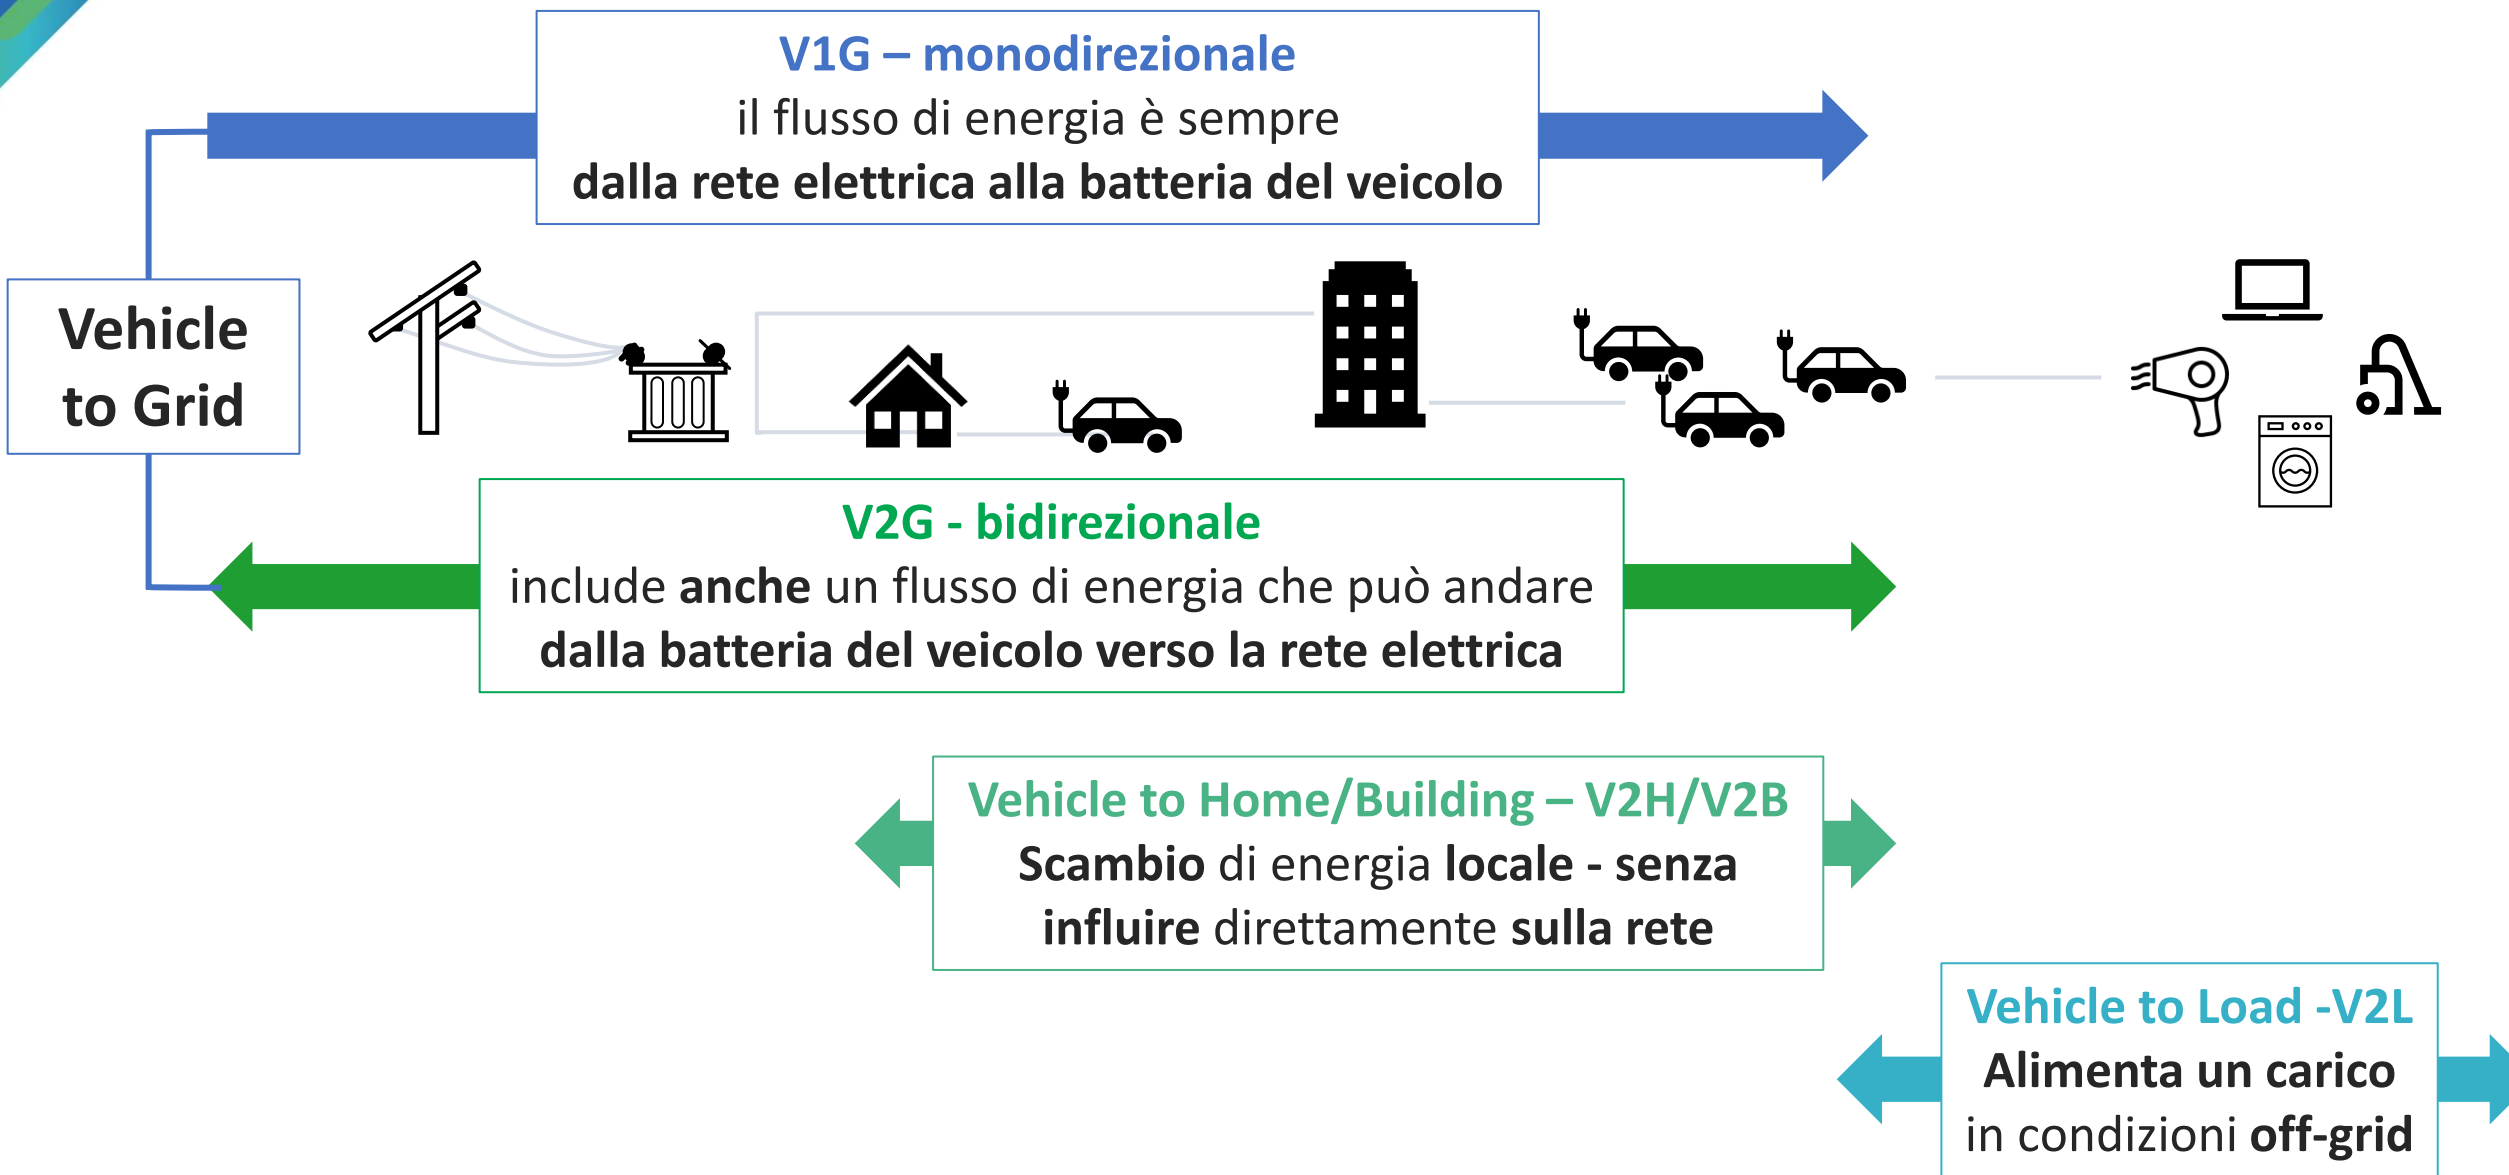 V1G – monodirezionale
il flusso di energia è sempre
dalla rete elettrica alla batteria del veicolo
Vehicle
to Grid
V2G - bidirezionale
include anche un flusso di energia che può andare
dalla batteria del veicolo verso la rete elettrica
Vehicle to Home/Building – V2H/V2B
Scambio di energia locale - senza
influire direttamente sulla rete
Vehicle to Load -V2L
Alimenta un carico
in condizioni off-grid